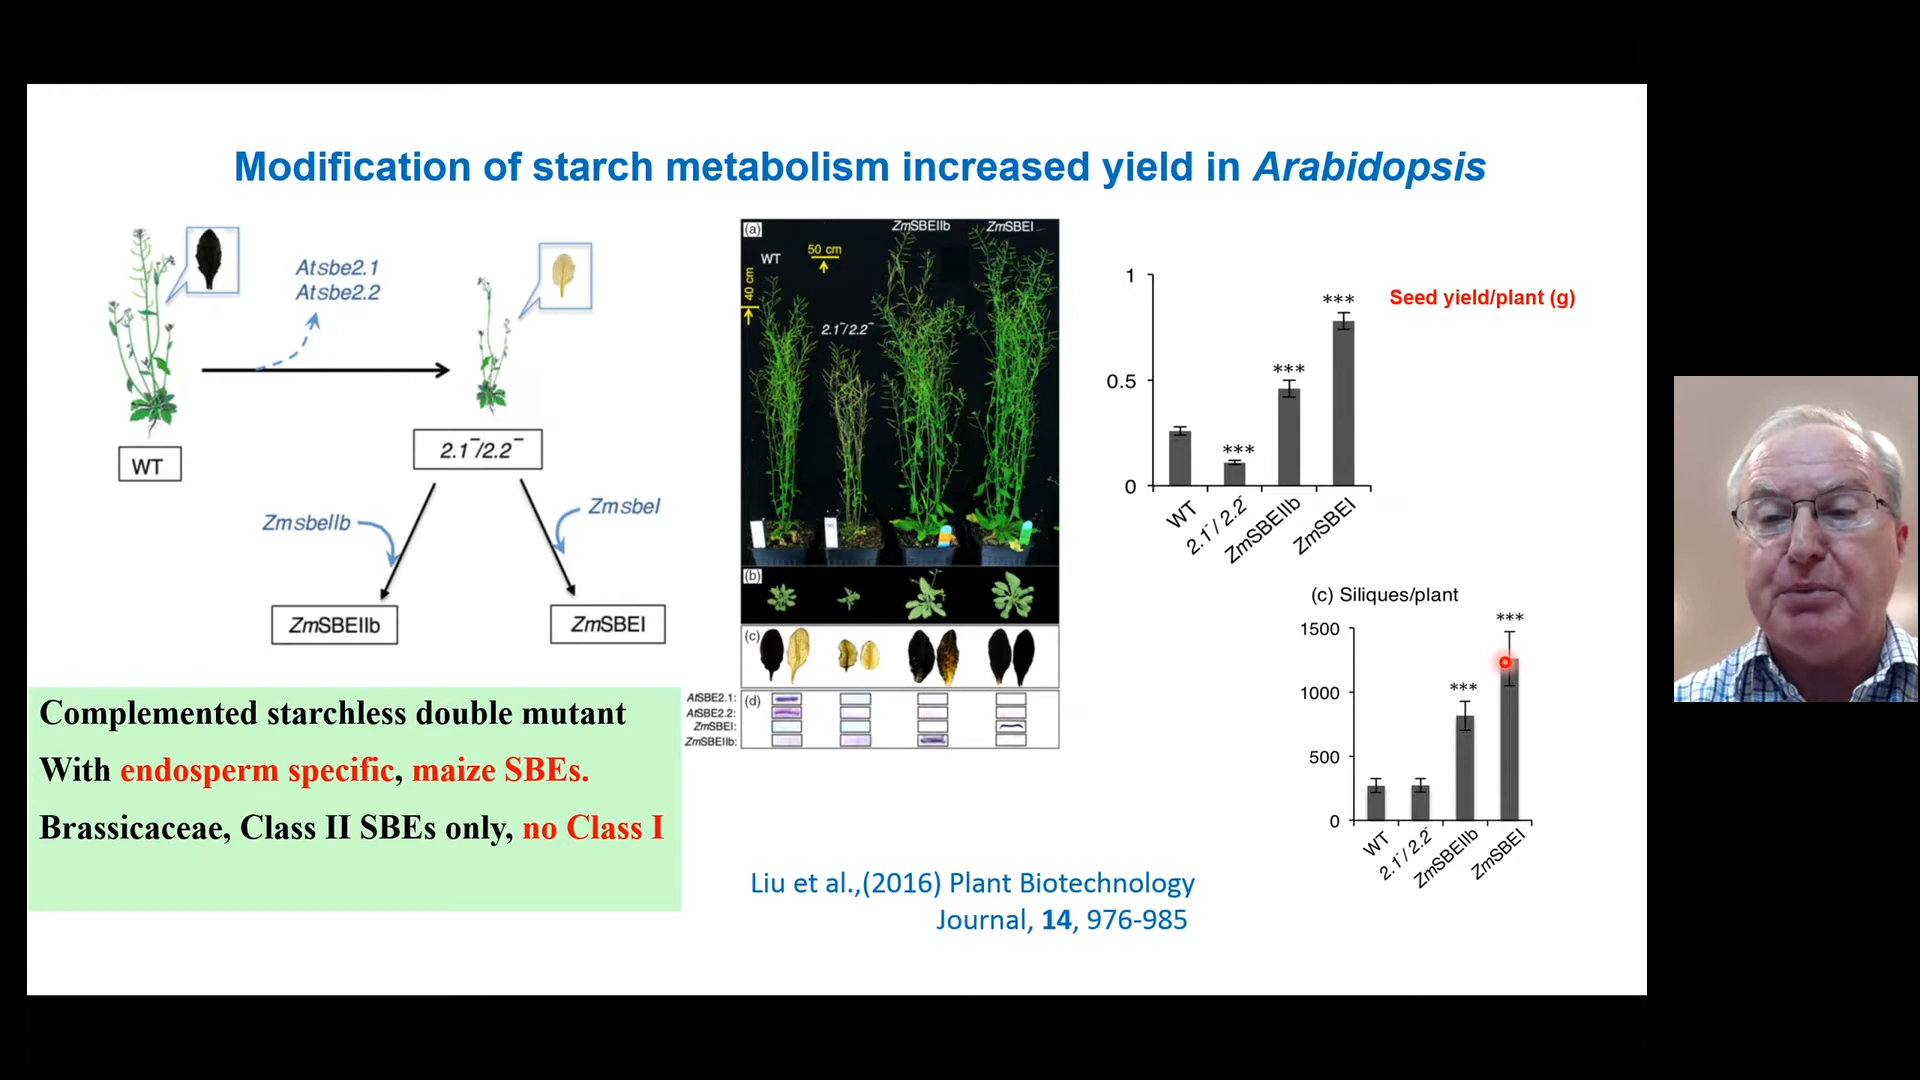 Modification of starch metabolism increased yield in Arabidopsis
Atsbe2.1
Atsbe2.2
WT
2.1⁻/2.2⁻
ZmsbeIIb
ZmsbeI
ZmSBEIIb
ZmSBEI
Complemented starchless double mutant
With endosperm specific, maize SBEs.
Brassicaceae, Class II SBEs only, no Class I
(a)
ZmSBEIIb
ZmSBEI
WT
50 cm
40 cm
2.1⁻/2.2⁻
(b)
(c)
(d)
AtSBE2.1:
AtSBE2.2:
ZmSBEI:
ZmSBEIIb:
Seed yield/plant (g)
1
0.5
0
***
***
***
WT
2.1⁻/2.2⁻
ZmSBEIIb
ZmSBEI
(c) Siliques/plant
1500
1000
500
0
***
***
WT
2.1⁻/2.2⁻
ZmSBEIIb
ZmSBEI
Liu et al.,(2016) Plant Biotechnology
Journal, 14, 976-985